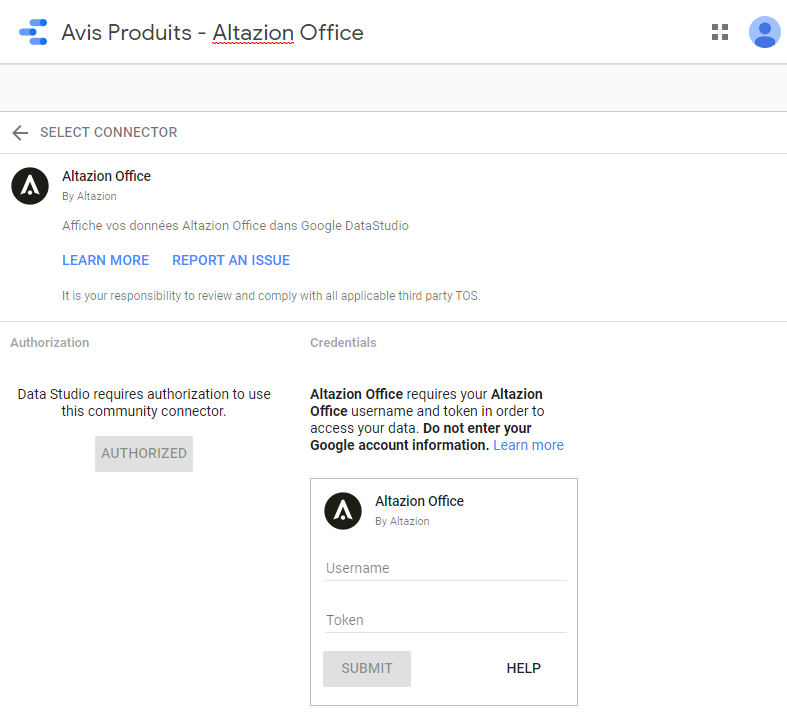 Avis Produits - Altazion Office
SELECT CONNECTOR
Altazion Office
By Altazion
Affiche vos données Altazion Office dans Google DataStudio
LEARN MORE REPORT AN ISSUE
It is your responsibility to review and comply with all applicable third party TOS.
Authorization
Data Studio requires authorization to use
this community connector.
AUTHORIZED
Credentials
Altazion Office requires your Altazion
Office username and token in order to
access your data. Do not enter your
Google account information. Learn more
Altazion Office
By Altazion
Username
Token
SUBMIT HELP